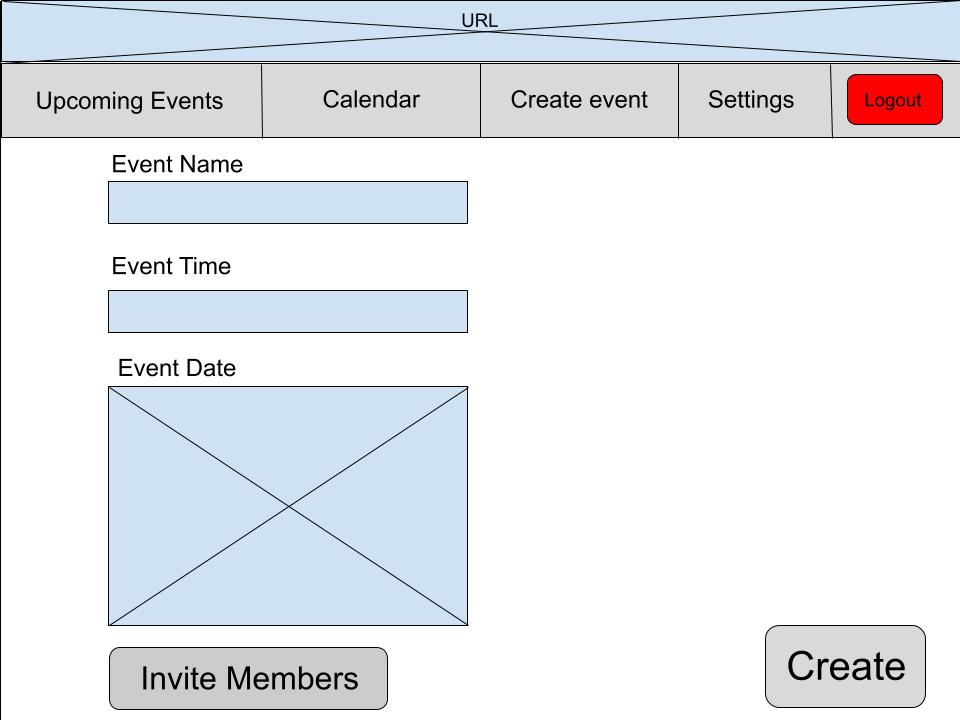 URL
Upcoming Events
Calendar
Create event
Settings
Logout
Event Name
Event Time
Event Date
Invite Members
Create